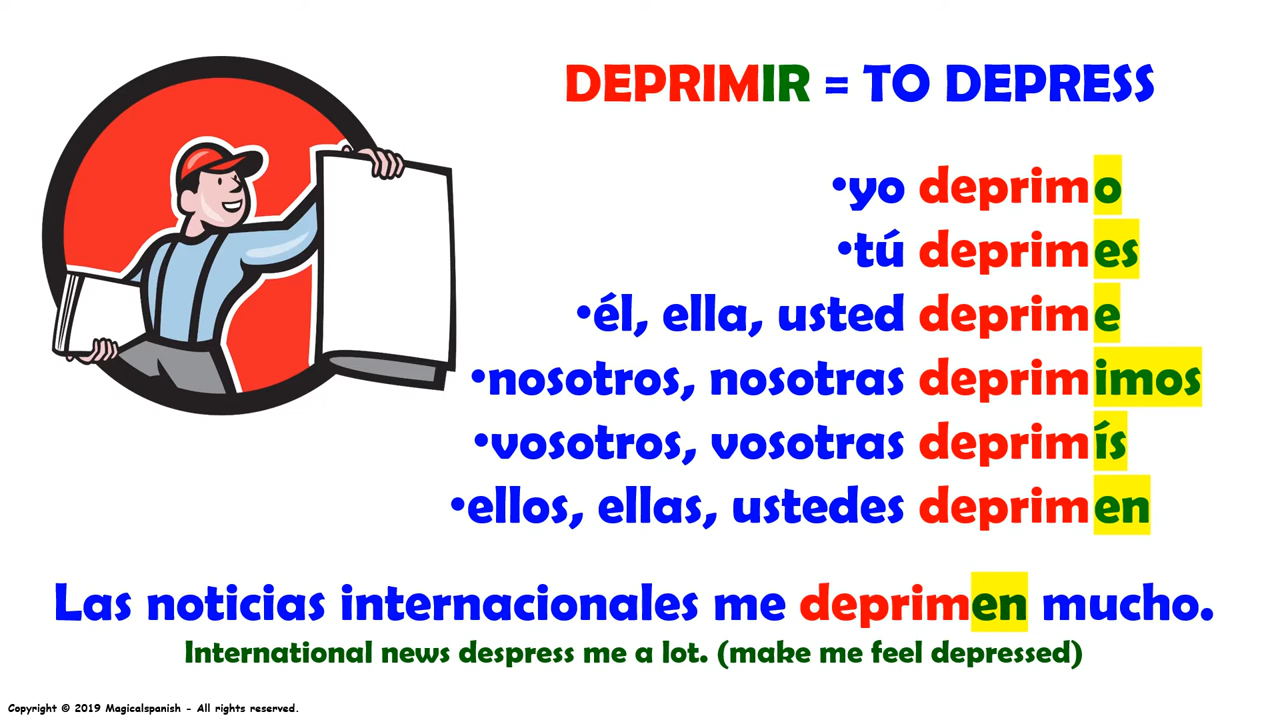 DEPRIMIR = TO DEPRESS
•yo deprimo
•tú deprimes
•él, ella, usted deprime
•nosotros, nosotras deprimimos
•vosotros, vosotras deprimís
•ellos, ellas, ustedes deprimen
Las noticias internacionales me deprimen mucho.
International news despress me a lot. (make me feel depressed)
Copyright © 2019 Magicalspanish - All rights reserved.